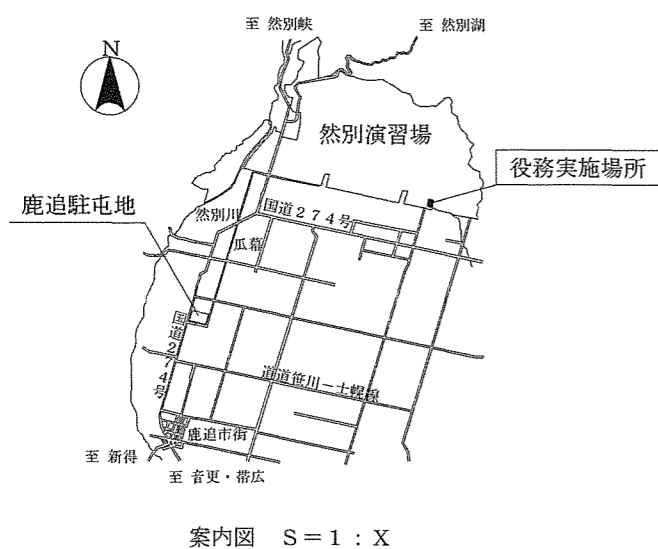 至 然別峡
至 然別湖
N
然別演習場
役務実施場所
鹿追駐屯地
然別川
国道274号
瓜幕
国道274号
道道笹川－士幌線
鹿追市街
至 新得
至 音更・帯広
案内図 S＝1：X